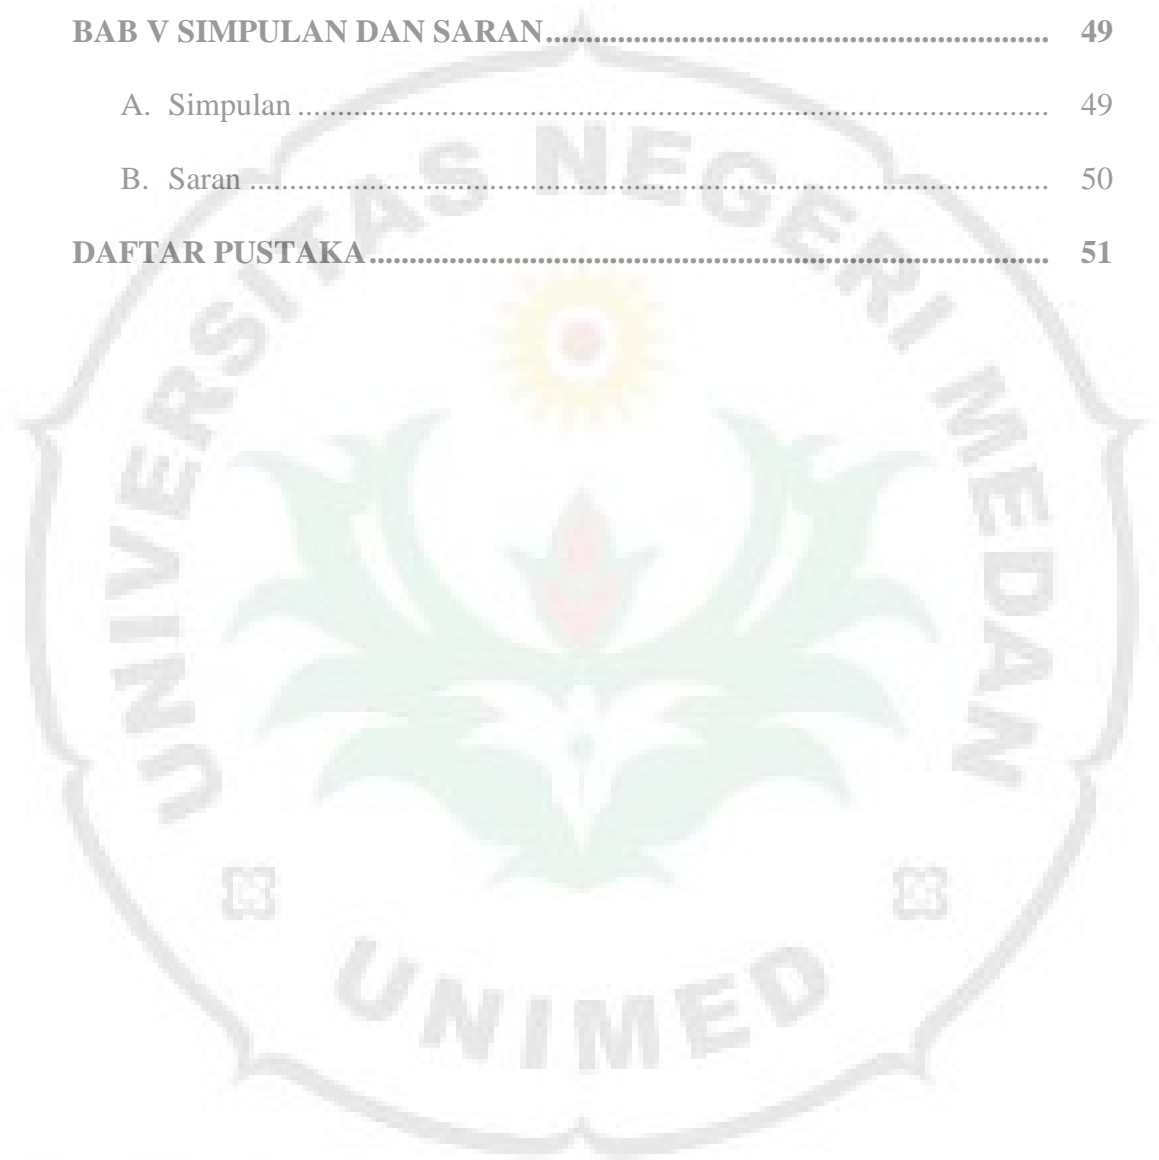 BAB V SIMPULAN DAN SARAN.................................................................. 49
A. Simpulan .................................................................................................. 49
B. Saran ......................................................................................................... 50
DAFTAR PUSTAKA........................................................................................ 51
UNIVERSITAS NEGERI MEDAN
UNIMED